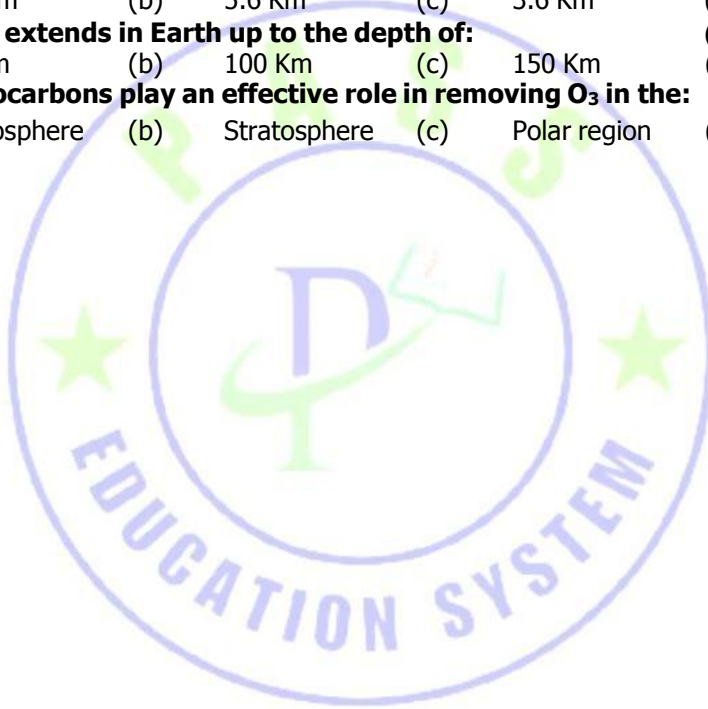 m (b) 5.6 Km (c) 5.6 Km (
extends in Earth up to the depth of: (
m (b) 100 Km (c) 150 Km (
ocarbons play an effective role in removing O₃ in the:
osphere (b) Stratosphere (c) Polar region (
PASS
EDUCATION SYSTEM